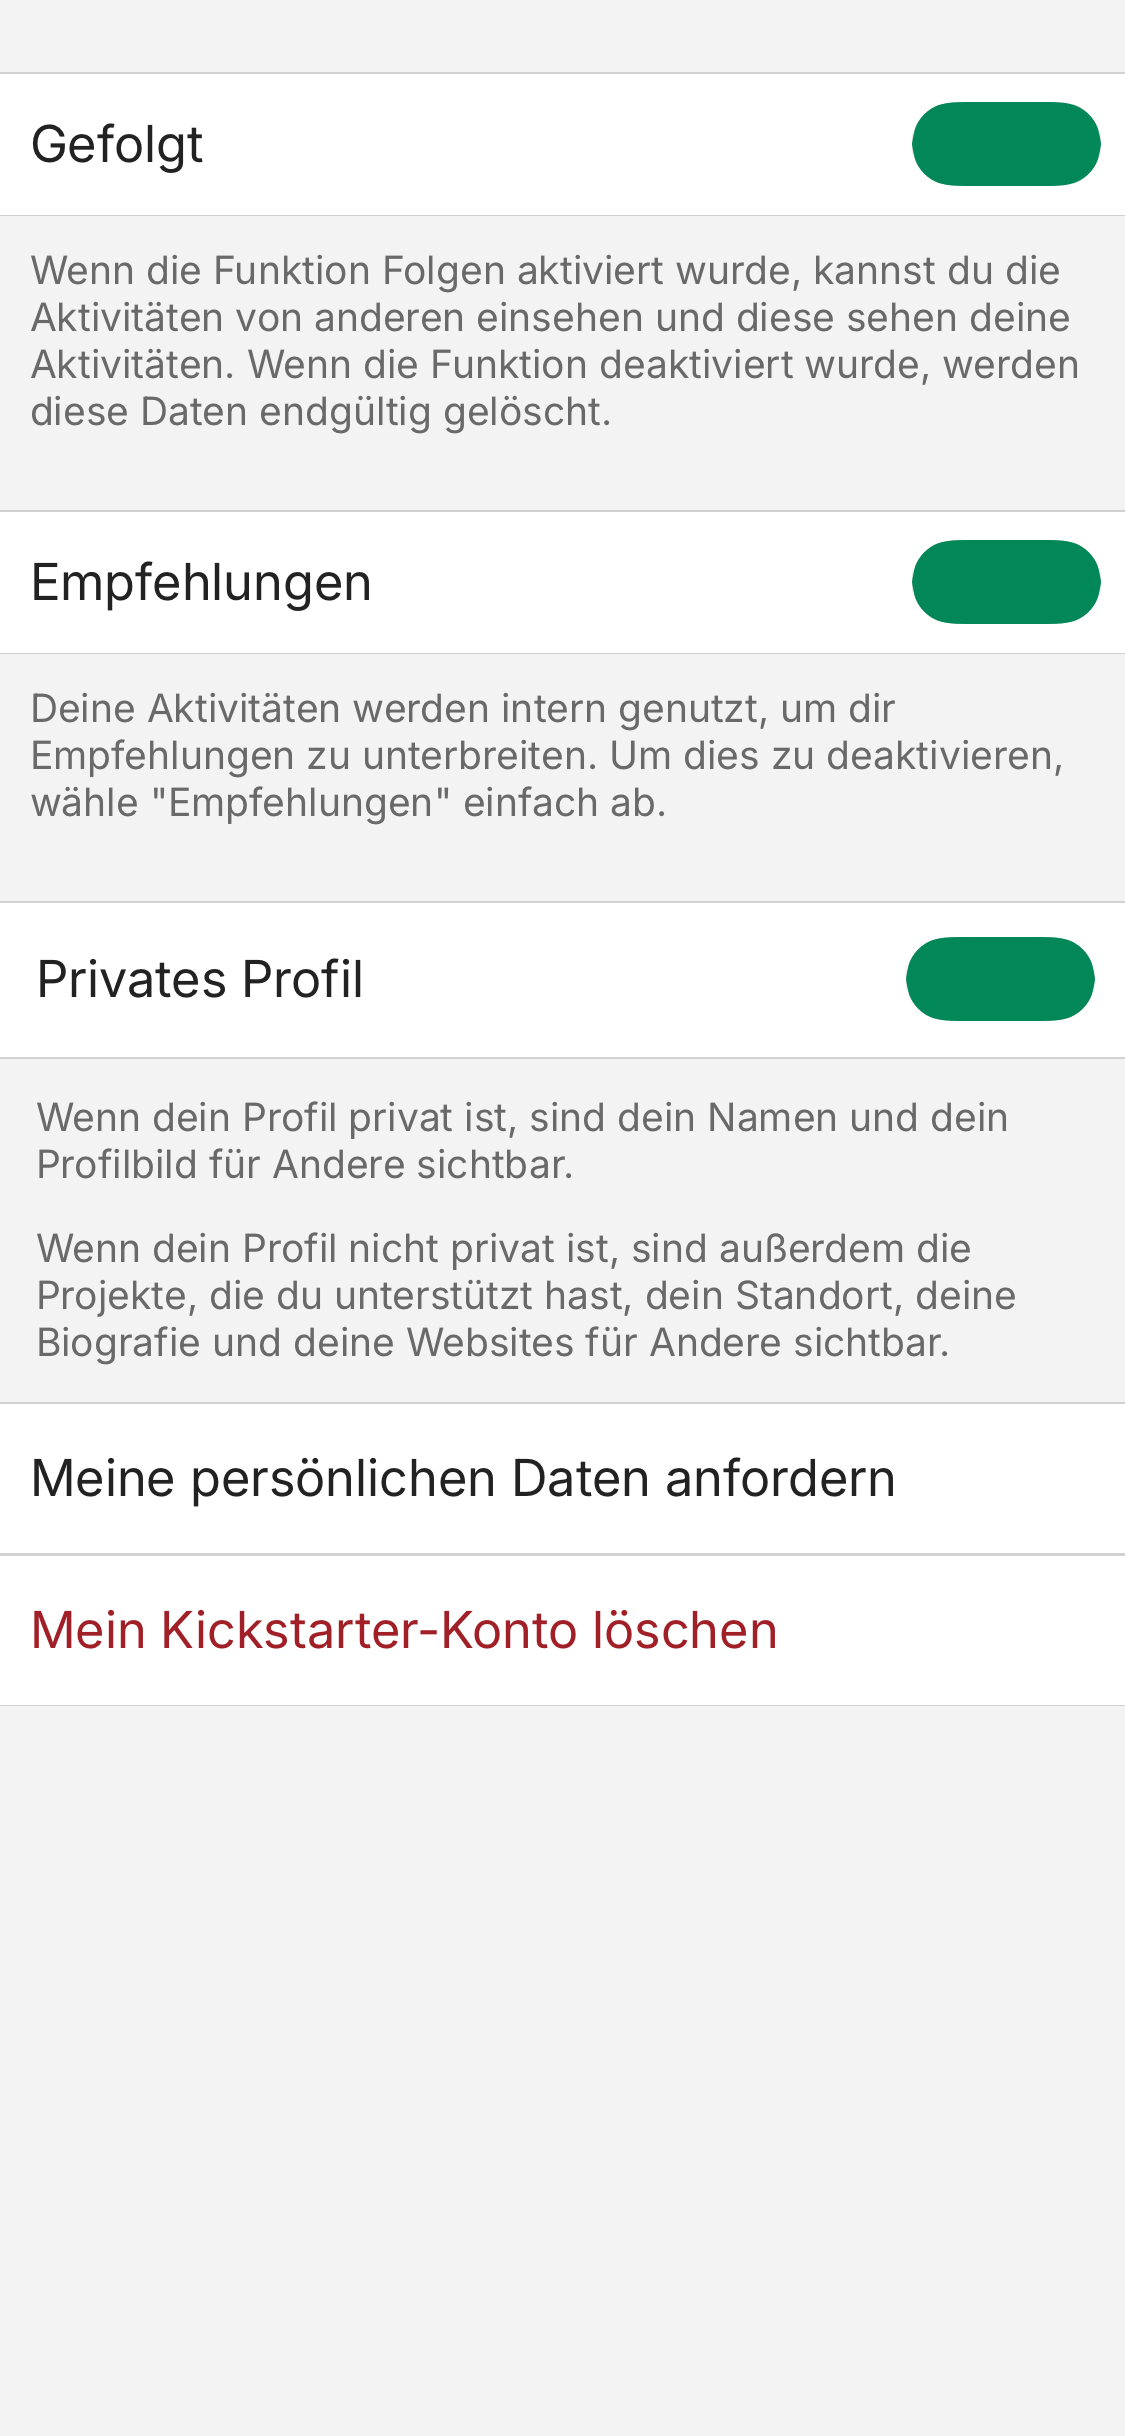 Gefolgt
Wenn die Funktion Folgen aktiviert wurde, kannst du die
Aktivitäten von anderen einsehen und diese sehen deine
Aktivitäten. Wenn die Funktion deaktiviert wurde, werden
diese Daten endgültig gelöscht.
Empfehlungen
Deine Aktivitäten werden intern genutzt, um dir
Empfehlungen zu unterbreiten. Um dies zu deaktivieren,
wähle "Empfehlungen" einfach ab.
Privates Profil
Wenn dein Profil privat ist, sind dein Namen und dein
Profilbild für Andere sichtbar.
Wenn dein Profil nicht privat ist, sind außerdem die
Projekte, die du unterstützt hast, dein Standort, deine
Biografie und deine Websites für Andere sichtbar.
Meine persönlichen Daten anfordern
Mein Kickstarter-Konto löschen